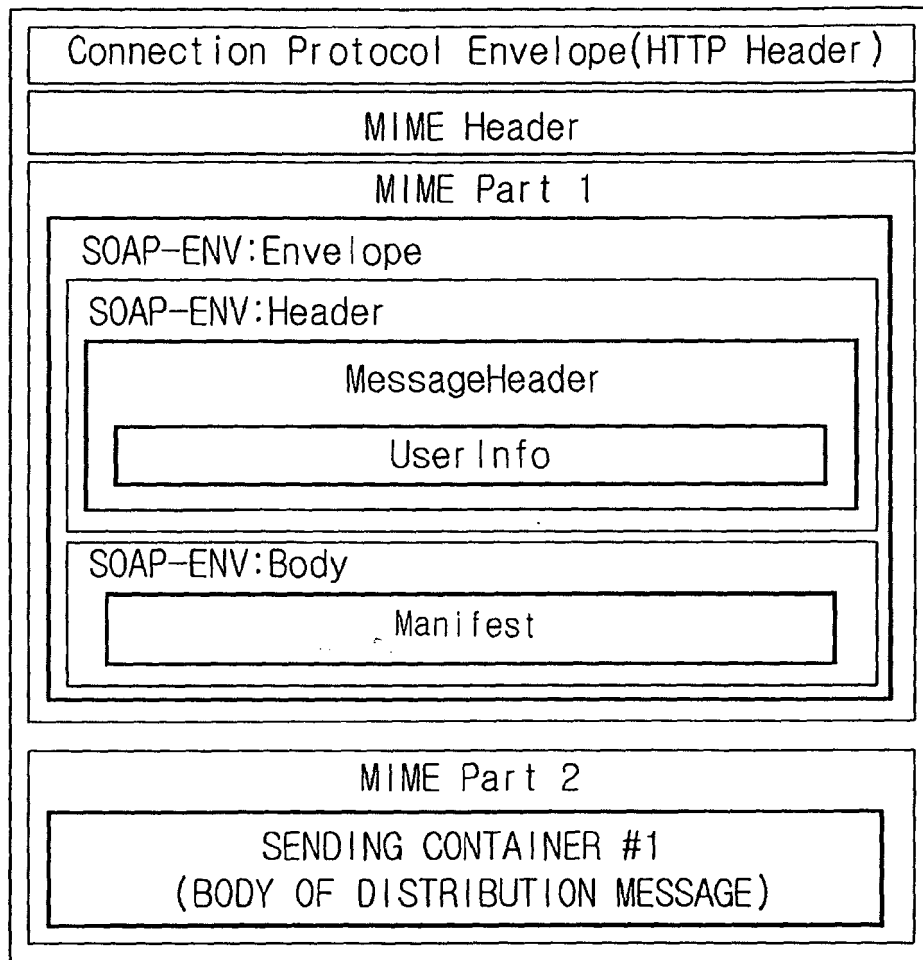 Connection Protocol Envelope(HTTP Header)
MIME Header
MIME Part 1
SOAP-ENV:Envelope
SOAP-ENV:Header
MessageHeader
UserInfo
SOAP-ENV:Body
Manifest
MIME Part 2
SENDING CONTAINER #1
(BODY OF DISTRIBUTION MESSAGE)